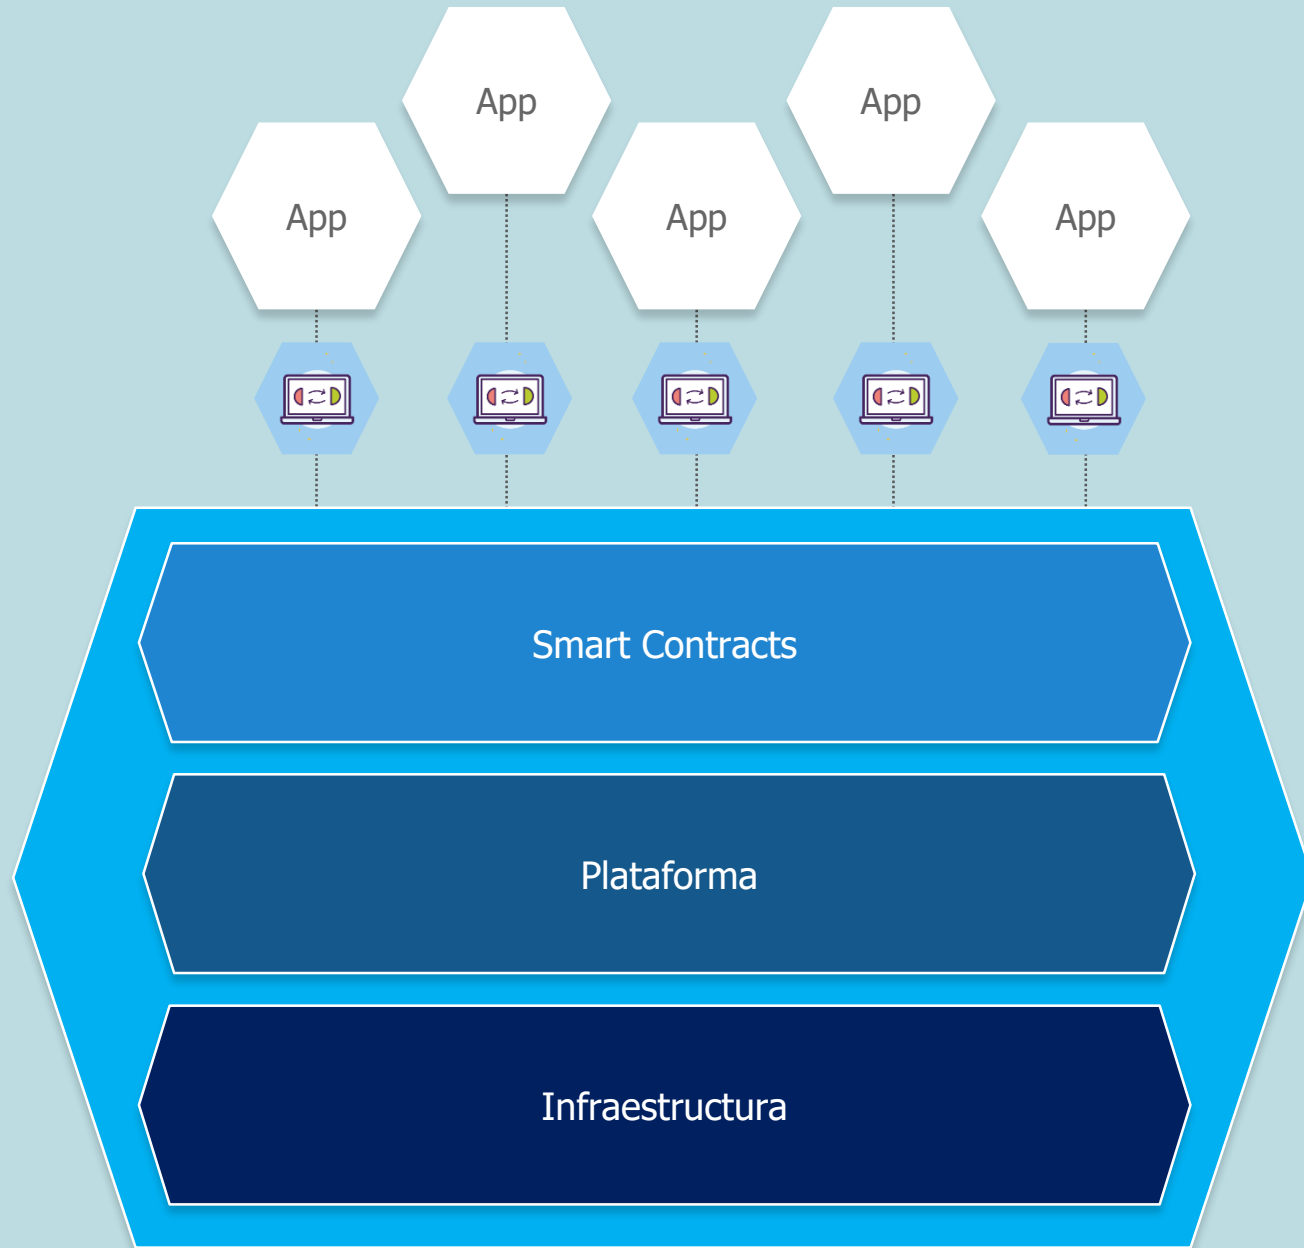 App
App
App
App
App
Smart Contracts
Plataforma
Infraestructura